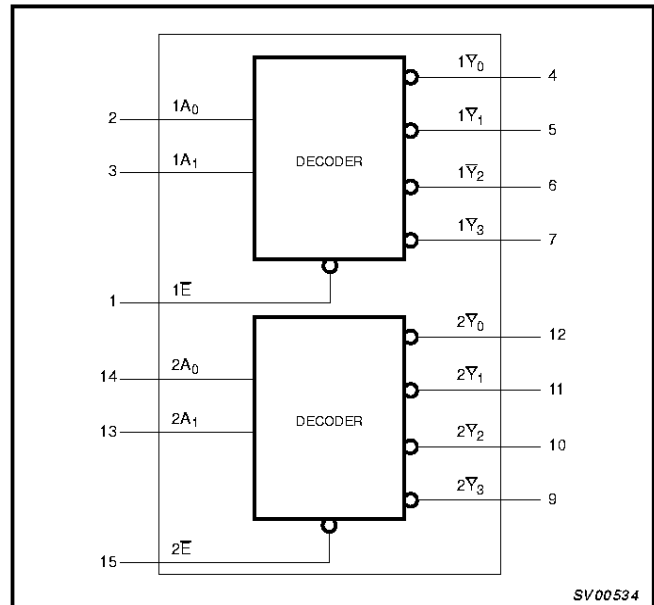 1Y̅0 4
2 1A0
1Y̅1 5
DECODER
3 1A1
1Y̅2 6
1Y̅3 7
1 1E̅
2Y̅0 12
14 2A0
2Y̅1 11
13 2A1
DECODER
2Y̅2 10
2Y̅3 9
15 2E̅
SV00534